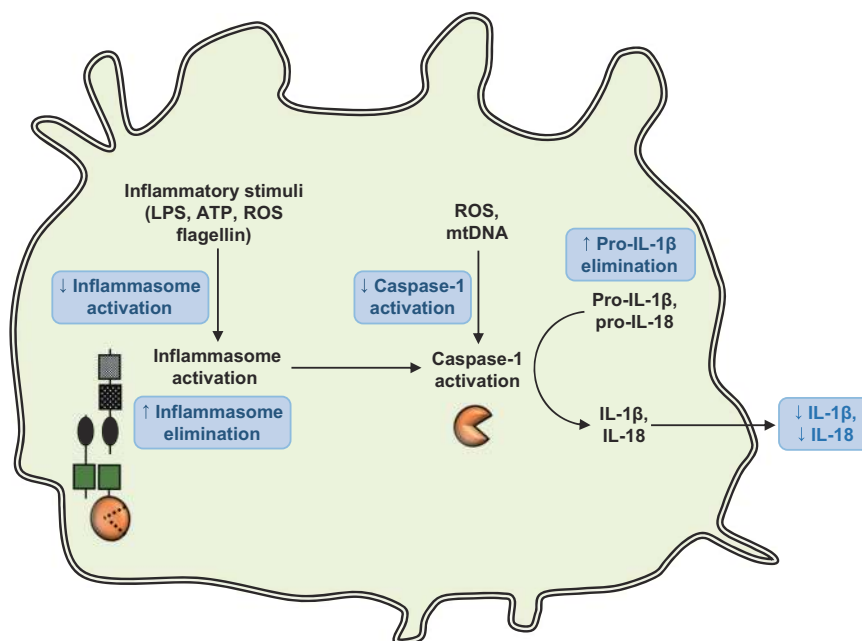 Inflammatory stimuli
(LPS, ATP, ROS
flagellin)
↓ Inflammasome
activation
Inflammasome
activation
↑ Inflammasome
elimination
ROS,
mtDNA
↓ Caspase-1
activation
Caspase-1
activation
↑ Pro-IL-1β
elimination
Pro-IL-1β,
pro-IL-18
IL-1β,
IL-18
↓ IL-1β,
↓ IL-18